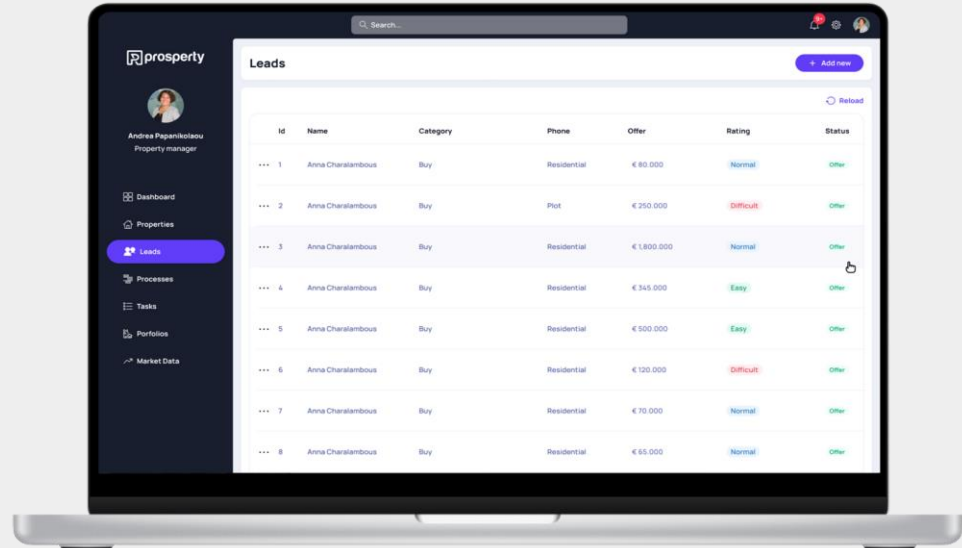 Search...
9+
prosperty
Andrea Papanikolaou
Property manager
Dashboard
Properties
Leads
Processes
Tasks
Porfolios
Market Data
Leads
+ Add new
Reload
Id Name Category Phone Offer Rating Status
1 Anna Charalambous Buy Residential € 80.000 Normal Offer
2 Anna Charalambous Buy Plot € 250.000 Difficult Offer
3 Anna Charalambous Buy Residential € 1,800.000 Normal Offer
4 Anna Charalambous Buy Residential € 345.000 Easy Offer
5 Anna Charalambous Buy Residential € 500.000 Easy Offer
6 Anna Charalambous Buy Residential € 120.000 Difficult Offer
7 Anna Charalambous Buy Residential € 70.000 Normal Offer
8 Anna Charalambous Buy Residential € 65.000 Normal Offer